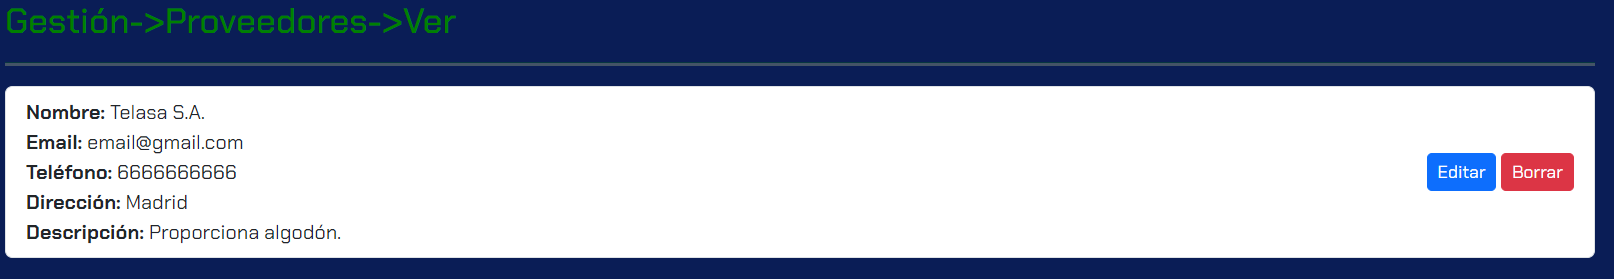 Gestión->Proveedores->Ver
Nombre: Telasa S.A.
Email: email@gmail.com
Teléfono: 6666666666
Dirección: Madrid
Descripción: Proporciona algodón.
Editar Borrar